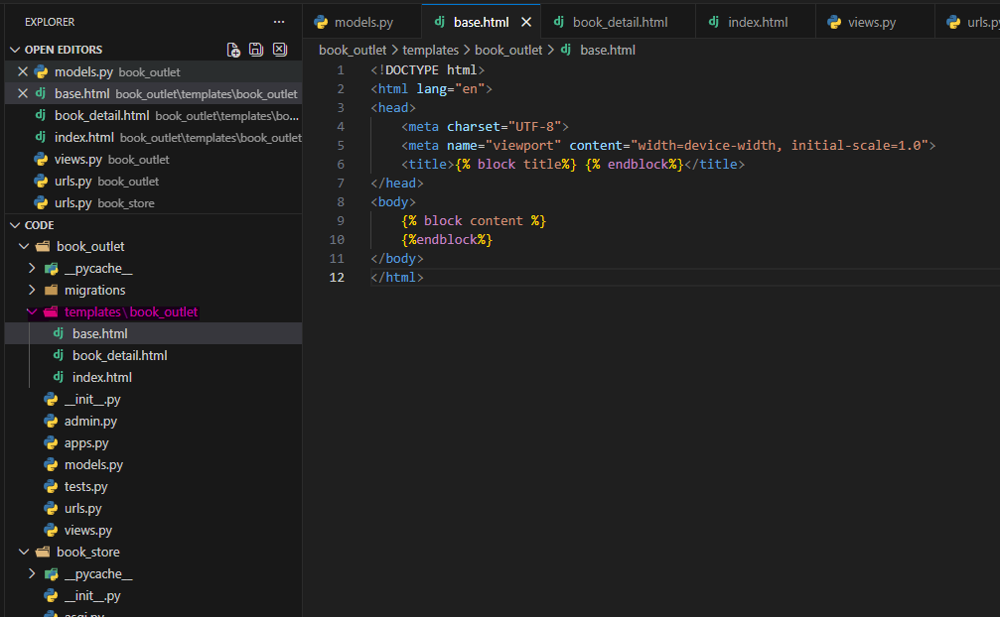 EXPLORER
···
OPEN EDITORS
models.py book_outlet
base.html book_outlet\templates\book_outlet
book_detail.html book_outlet\templates\bo...
index.html book_outlet\templates\book_outlet
views.py book_outlet
urls.py book_outlet
urls.py book_store
CODE
book_outlet
__pycache__
migrations
templates\book_outlet
base.html
book_detail.html
index.html
__init__.py
admin.py
apps.py
models.py
tests.py
urls.py
views.py
book_store
__pycache__
__init__.py
asgi.py
models.py
dj base.html
dj book_detail.html
dj index.html
views.py
urls.p
book_outlet > templates > book_outlet > dj base.html
1 <!DOCTYPE html>
2 <html lang="en">
3 <head>
4 <meta charset="UTF-8">
5 <meta name="viewport" content="width=device-width, initial-scale=1.0">
6 <title>{% block title%} {% endblock%}</title>
7 </head>
8 <body>
9 {% block content %}
10 {%endblock%}
11 </body>
12 </html>